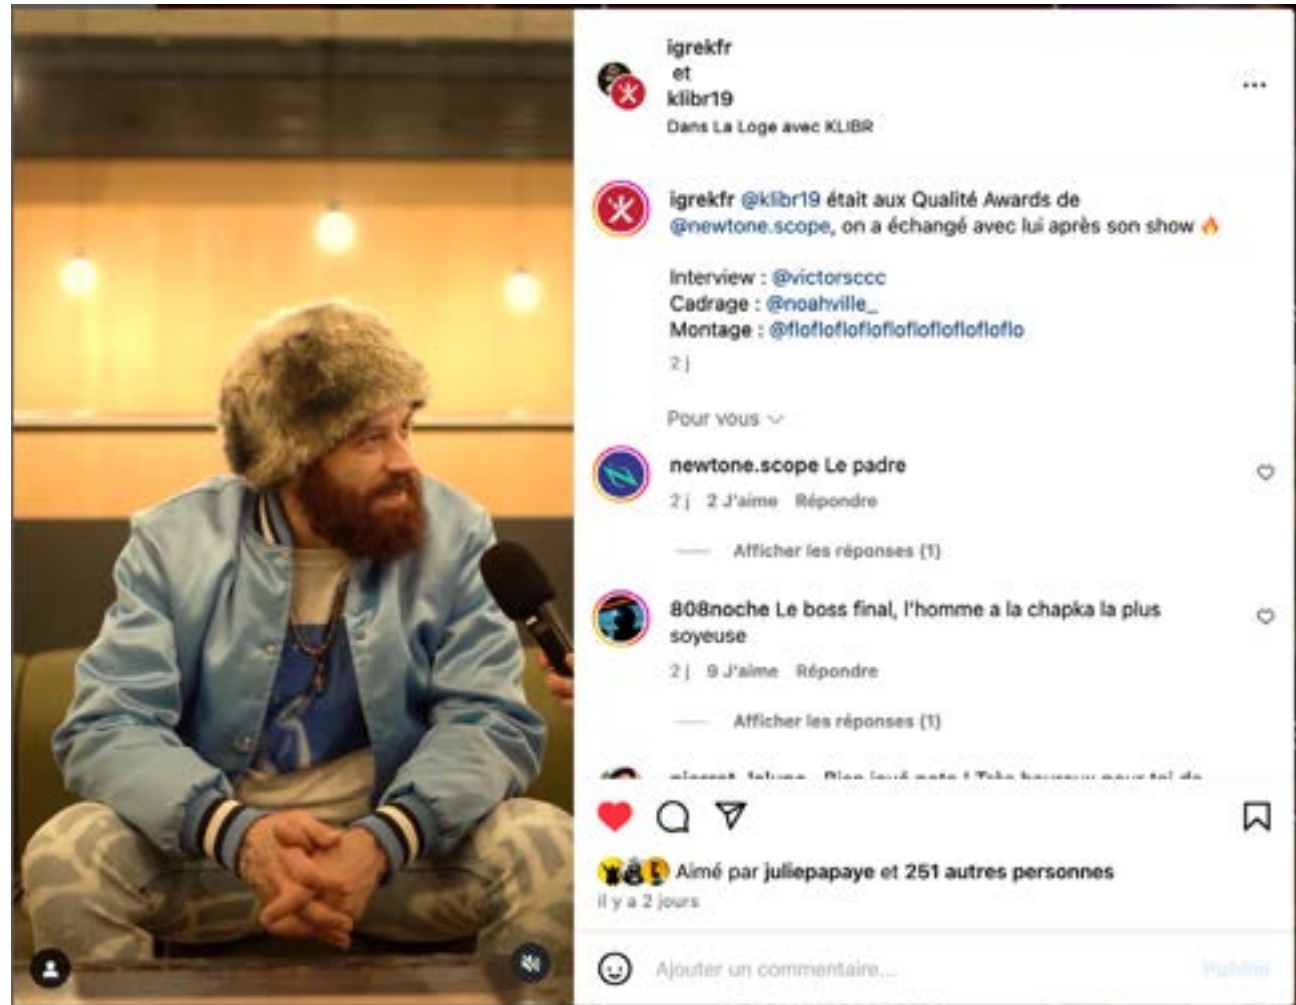 igrekfr
et
klibr19
Dans La Loge avec KLIBR
igrekfr @klibr19 était aux Qualité Awards de
@newtone.scope, on a échangé avec lui après son show 🔥
Interview : @victorsccc
Cadrage : @noahville_
Montage : @floflofloflofloflofloflofloflo
2 j
Pour vous
newtone.scope Le padre
2 j 2 J'aime Répondre
Afficher les réponses (1)
808noche Le boss final, l'homme a la chapka la plus
soyeuse
2 j 9 J'aime Répondre
Afficher les réponses (1)
Aimé par juliepapaye et 251 autres personnes
il y a 2 jours
Ajouter un commentaire...
Publier